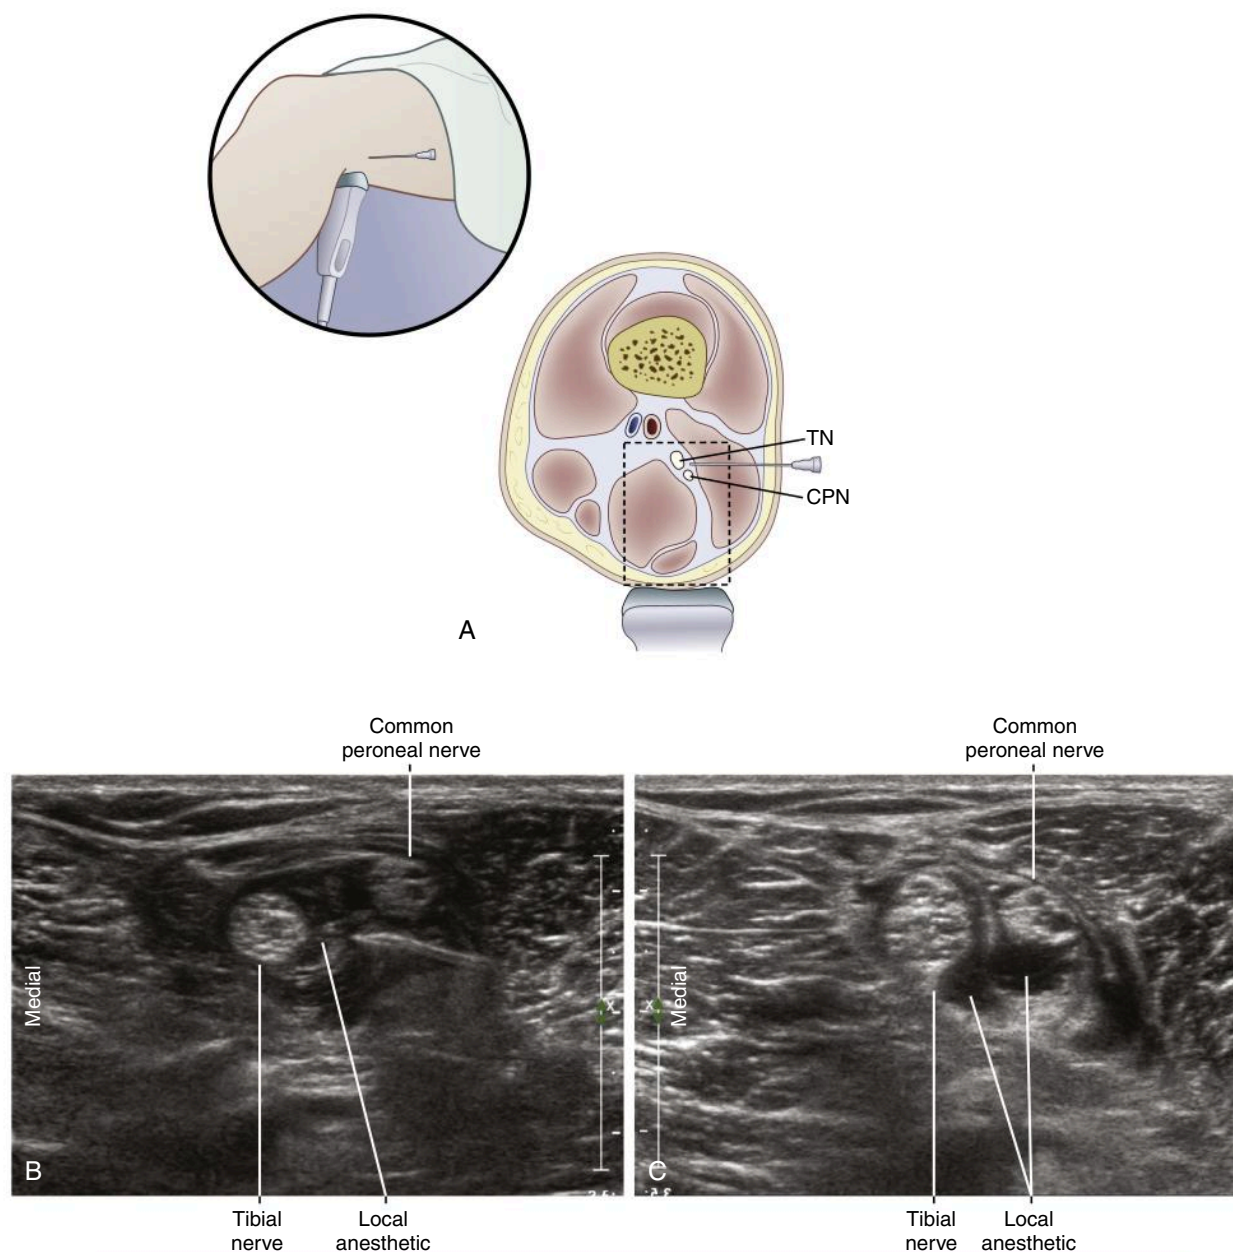 TN
CPN
A
Common
peroneal nerve
Common
peroneal nerve
Medial
X
B
X
Medial
C
Tibial
nerve
Local
anesthetic
Tibial
nerve
Local
anesthetic